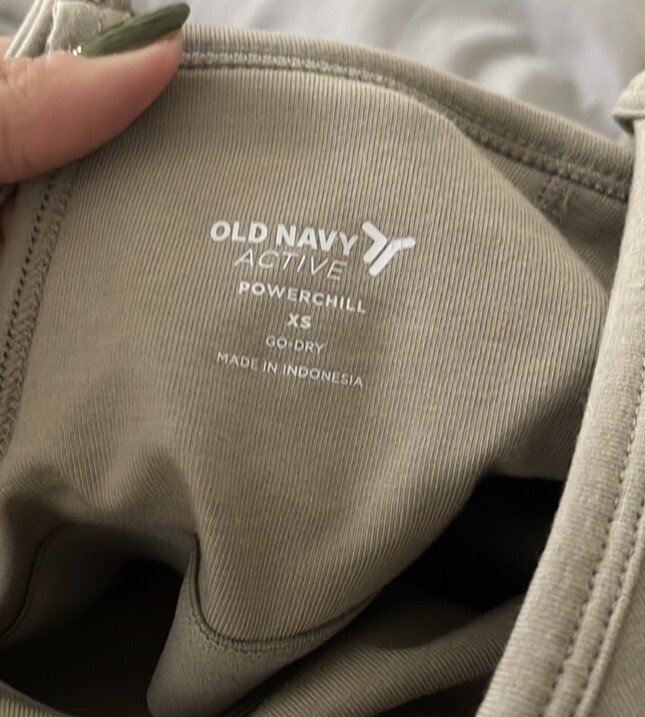 OLD NAVY
ACTIVE
POWERCHILL
XS
GO-DRY
MADE IN INDONESIA